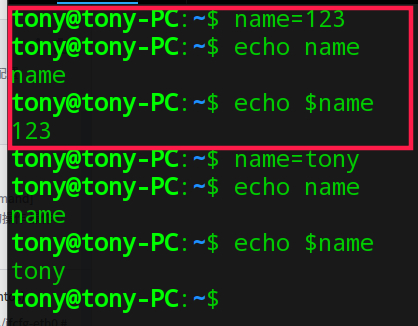 tony@tony-PC:~$ name=123
tony@tony-PC:~$ echo name
name
tony@tony-PC:~$ echo $name
123
tony@tony-PC:~$ name=tony
tony@tony-PC:~$ echo name
name
tony@tony-PC:~$ echo $name
tony
tony@tony-PC:~$